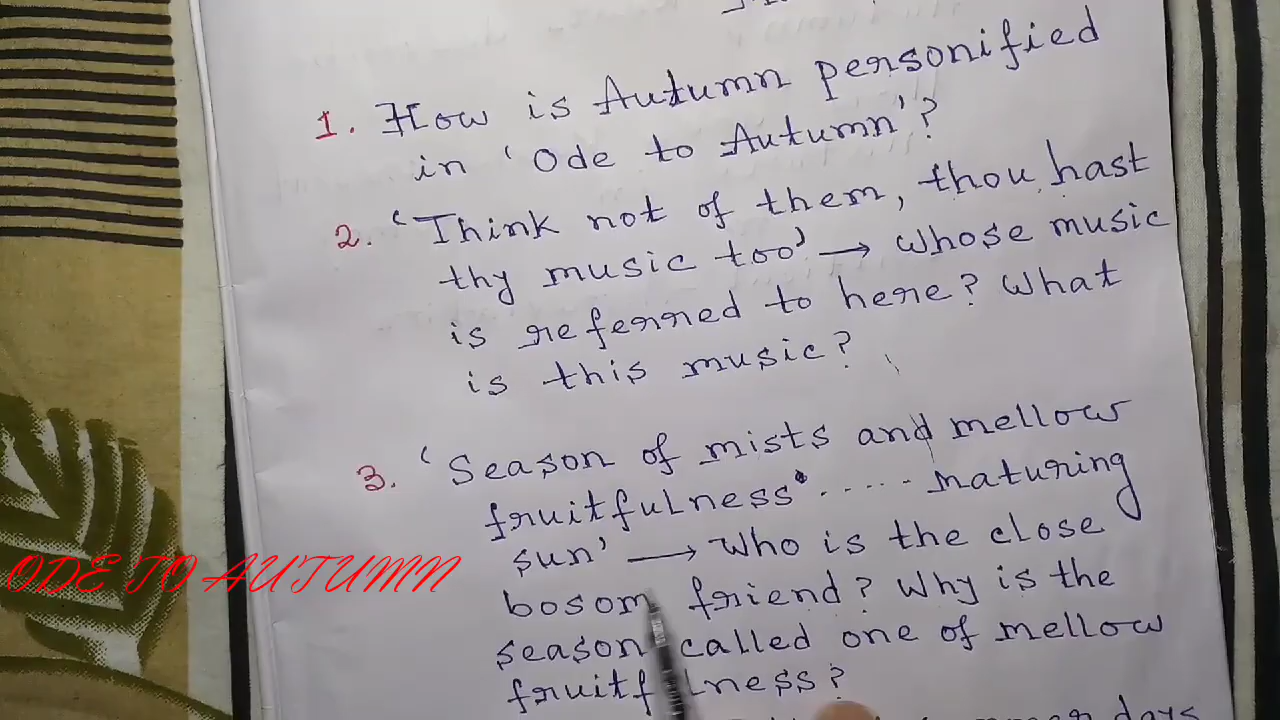 1. How is Autumn personified
in 'Ode to Autumn'?
2. 'Think not of them, thou hast
thy music too' → Whose music
is referred to here? What
is this music?
3. 'Season of mists and mellow
fruitfulness ..... maturing
sun' → Who is the close
bosom friend? Why is the
season called one of mellow
fruitfulness?
days
ODE TO AUTUMN